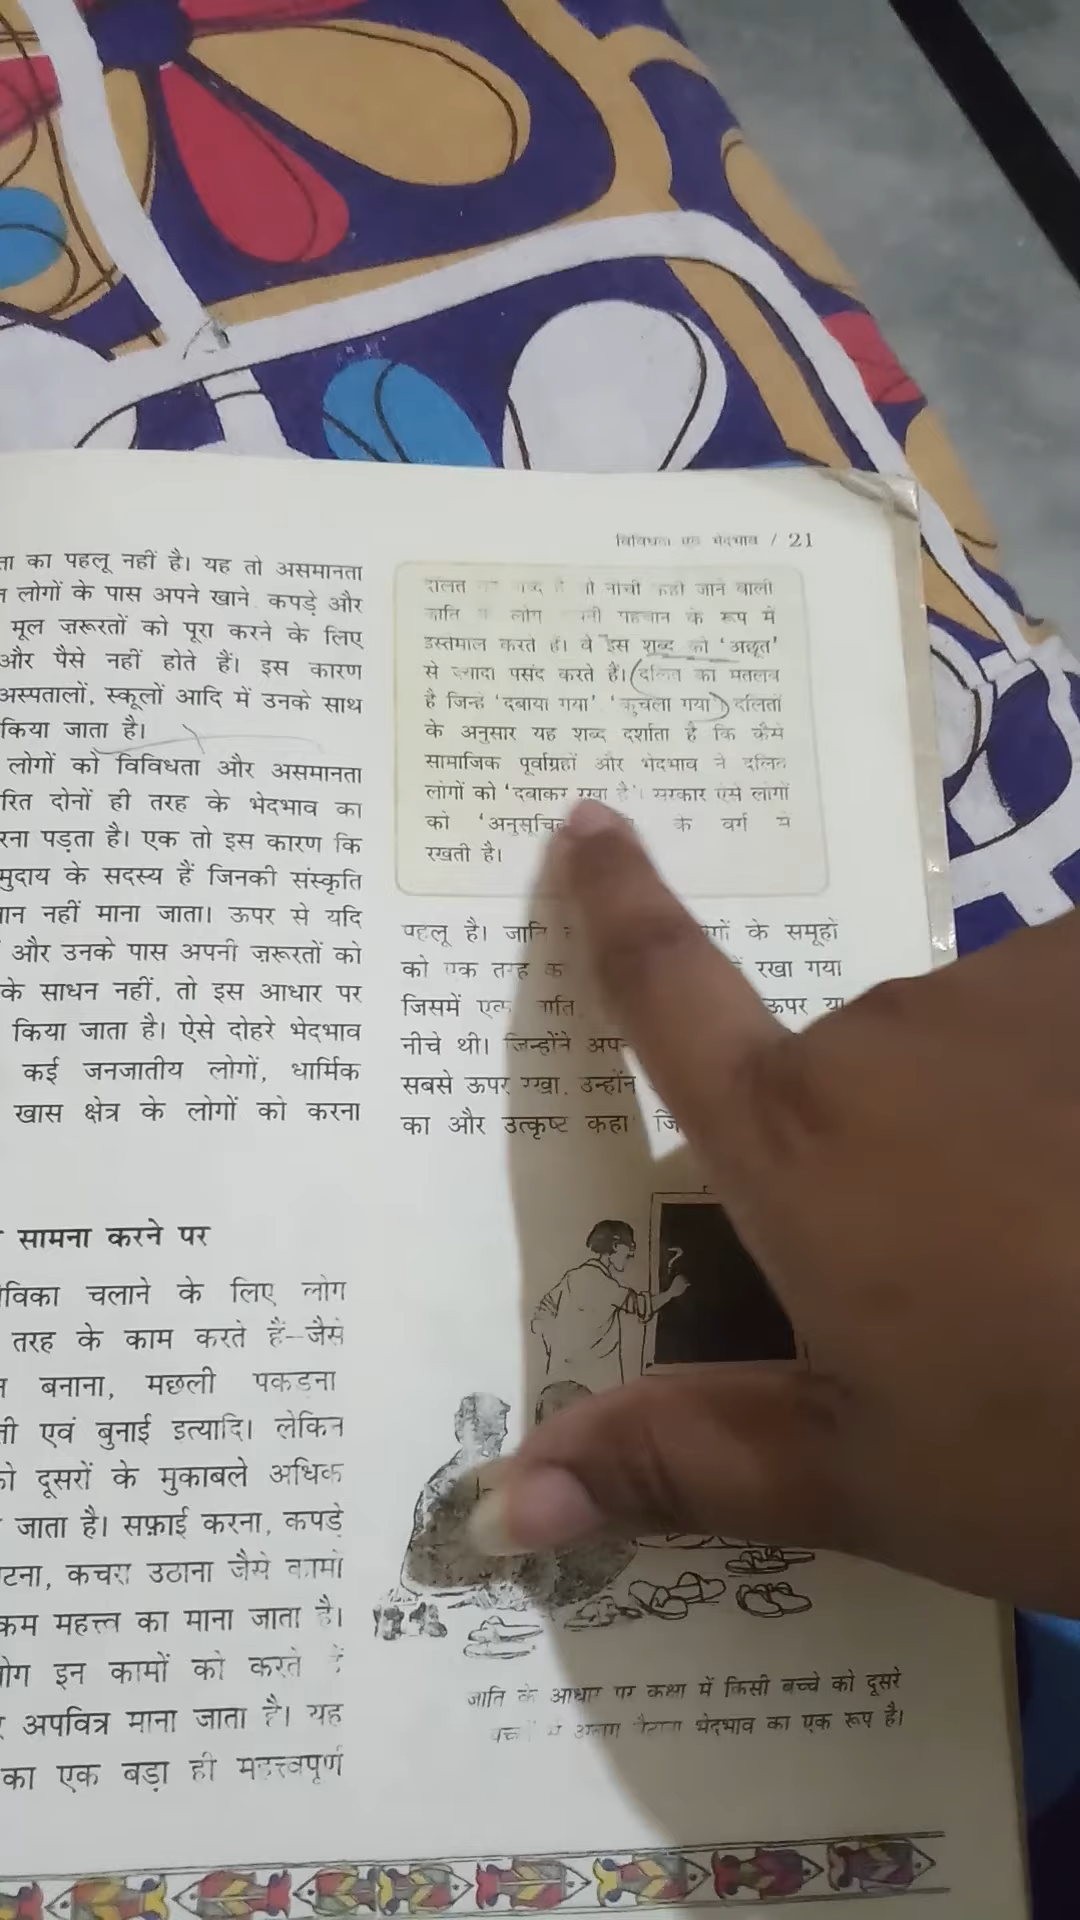 विविधता एवं भेदभाव / 21
ता का पहलू नहीं है। यह तो असमानता
लोगों के पास अपने खाने, कपड़े और
मूल ज़रूरतों को पूरा करने के लिए
और पैसे नहीं होते हैं। इस कारण
अस्पतालों, स्कूलों आदि में उनके साथ
किया जाता है।
लोगों को विविधता और असमानता
रित दोनों ही तरह के भेदभाव का
रना पड़ता है। एक तो इस कारण कि
मुदाय के सदस्य हैं जिनकी संस्कृति
ान नहीं माना जाता। ऊपर से यदि
और उनके पास अपनी ज़रूरतों को
के साधन नहीं, तो इस आधार पर
किया जाता है। ऐसे दोहरे भेदभाव
कई जनजातीय लोगों, धार्मिक
खास क्षेत्र के लोगों को करना
सामना करने पर
विका चलाने के लिए लोग
तरह के काम करते हैं–जैसे
बनाना, मछली पकड़ना
ती एवं बुनाई इत्यादि। लेकिन
को दूसरों के मुकाबले अधिक
जाता है। सफ़ाई करना, कपड़े
टना, कचरा उठाना जैसे कामों
कम महत्त्व का माना जाता है।
लोग इन कामों को करते हैं
अपवित्र माना जाता है। यह
का एक बड़ा ही महत्त्वपूर्ण
दलित शब्द है नीची कही जाने वाली
जाति के लोग पहचान के रूप में
इस्तेमाल करते हैं। वे इस शब्द को 'अछूत'
से ज़्यादा पसंद करते हैं। दलित का मतलब
है जिन्हें 'दबाया गया', 'कुचला गया'। दलितों
के अनुसार यह शब्द दर्शाता है कि कैसे
सामाजिक पूर्वाग्रहों और भेदभाव ने दलित
लोगों को 'दबाकर रखा है'। सरकार ऐसे लोगों
को 'अनुसूचित के वर्ग में
रखती है।
पहलू है। जाति के समूहों
को एक तरह रखा गया
जिसमें एक जाति, ऊपर या
नीचे थी। जिन्होंने
सबसे ऊपर रखा, उन्होंने
का और उत्कृष्ट कहा।
जाति के आधार पर कक्षा में किसी बच्चे को दूसरे
बच्चों से अलग बैठाना भेदभाव का एक रूप है।